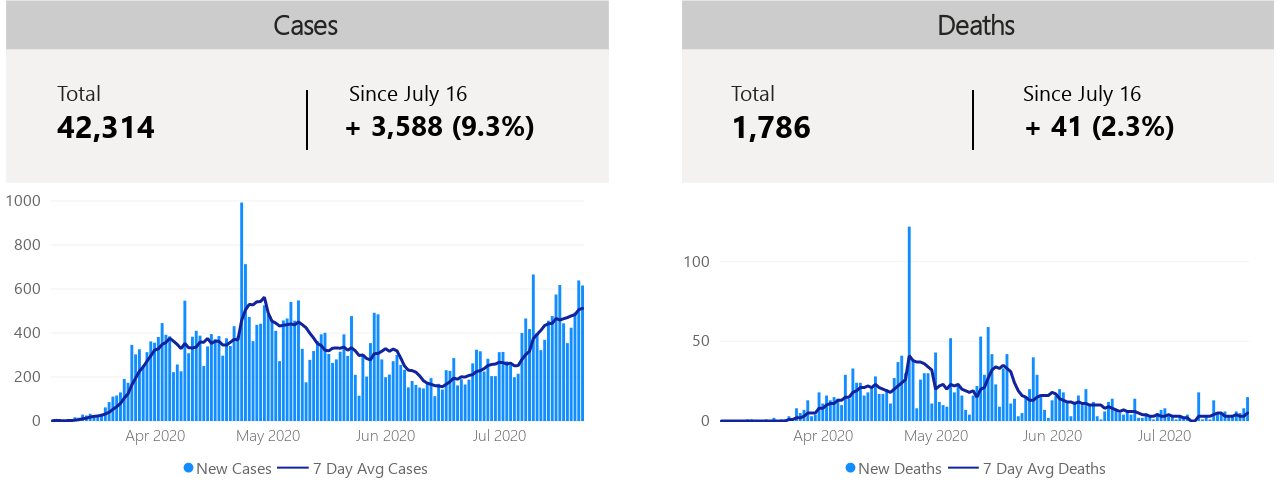 Cases
Total
Since July 16
42,314
+ 3,588 (9.3%)
1000
800
600
400
200
0
Apr 2020 May 2020 Jun 2020 Jul 2020
New Cases 7 Day Avg Cases
Deaths
Total
Since July 16
1,786
+ 41 (2.3%)
100
50
0
Apr 2020 May 2020 Jun 2020 Jul 2020
New Deaths 7 Day Avg Deaths